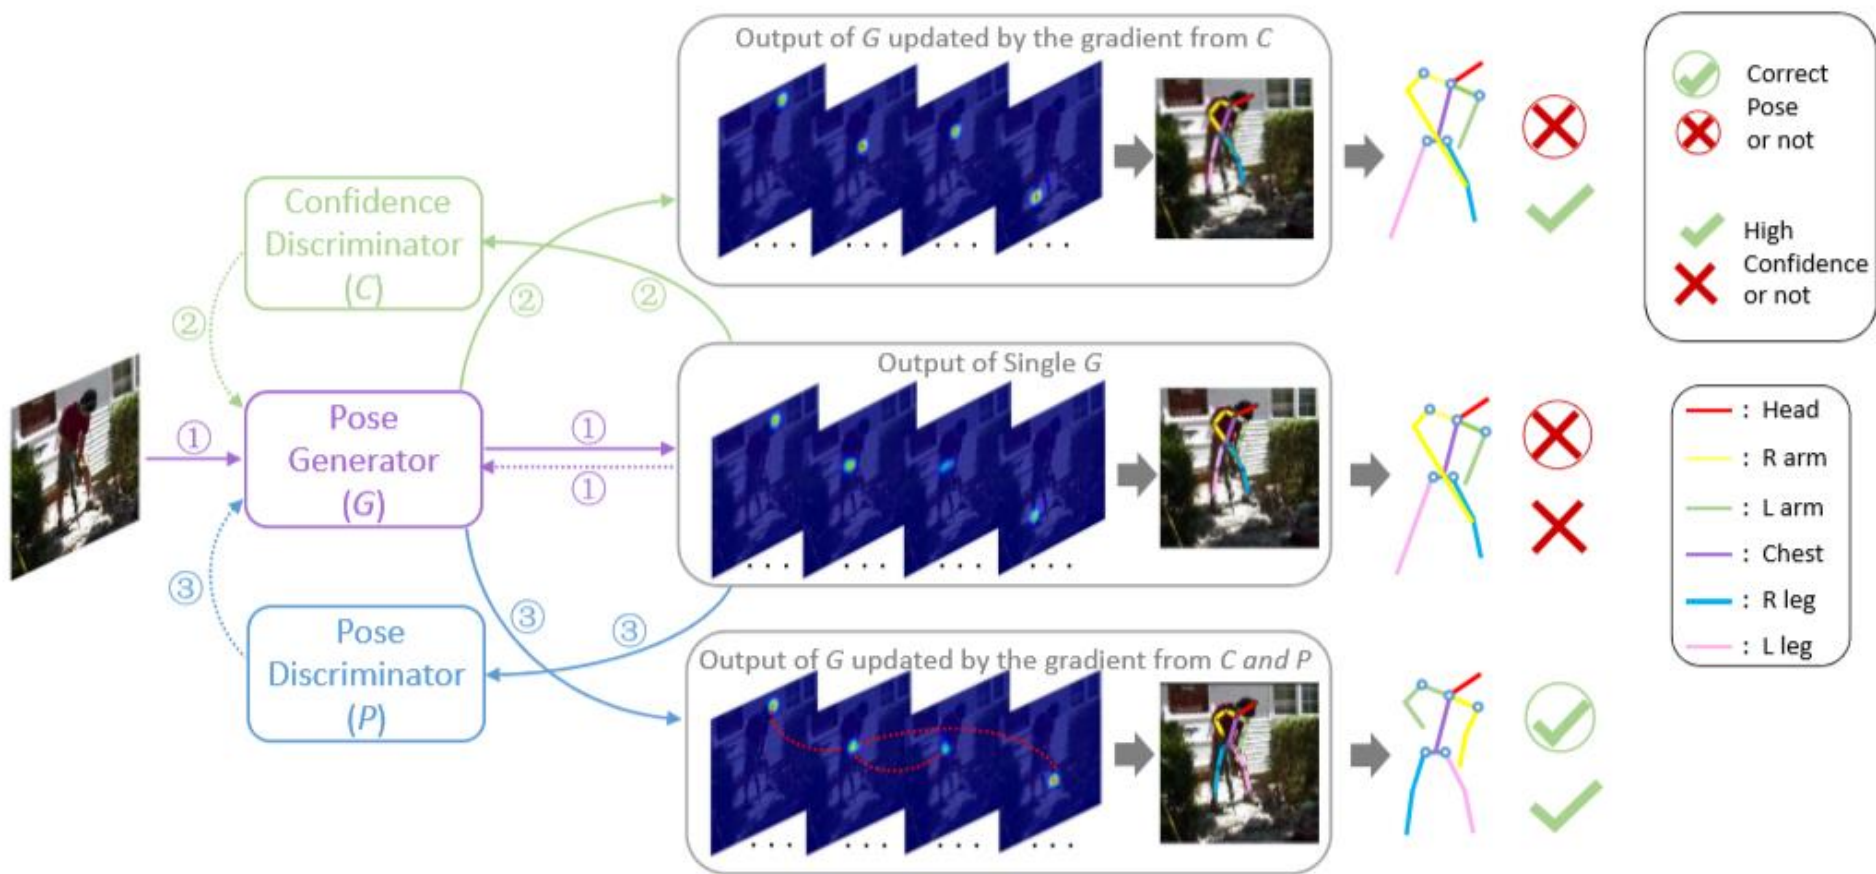 Output of G updated by the gradient from C
Confidence
Discriminator
(C)
②
②
②
①
Pose
Generator
(G)
①
①
③
Pose
Discriminator
(P)
③
③
. . .
. . .
. . .
. . .
Output of Single G
. . .
. . .
. . .
. . .
Output of G updated by the gradient from C and P
. . .
. . .
. . .
. . .
Correct
Pose
or not
High
Confidence
or not
: Head
: R arm
: L arm
: Chest
: R leg
: L leg